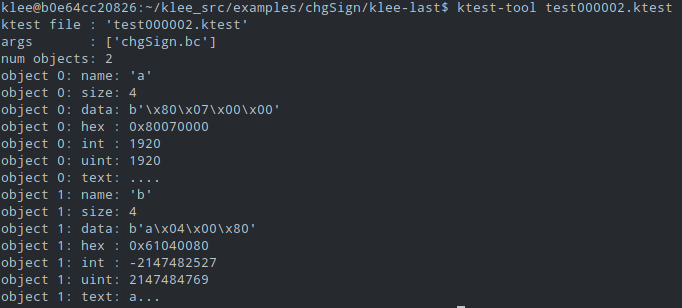 klee@b0e64cc20826:~/klee_src/examples/chgSign/klee-last$ ktest-tool test000002.ktest
ktest file : 'test000002.ktest'
args       : ['chgSign.bc']
num objects: 2
object 0: name: 'a'
object 0: size: 4
object 0: data: b'\x80\x07\x00\x00'
object 0: hex : 0x80070000
object 0: int : 1920
object 0: uint: 1920
object 0: text: ....
object 1: name: 'b'
object 1: size: 4
object 1: data: b'a\x04\x00\x80'
object 1: hex : 0x61040080
object 1: int : -2147482527
object 1: uint: 2147484769
object 1: text: a...